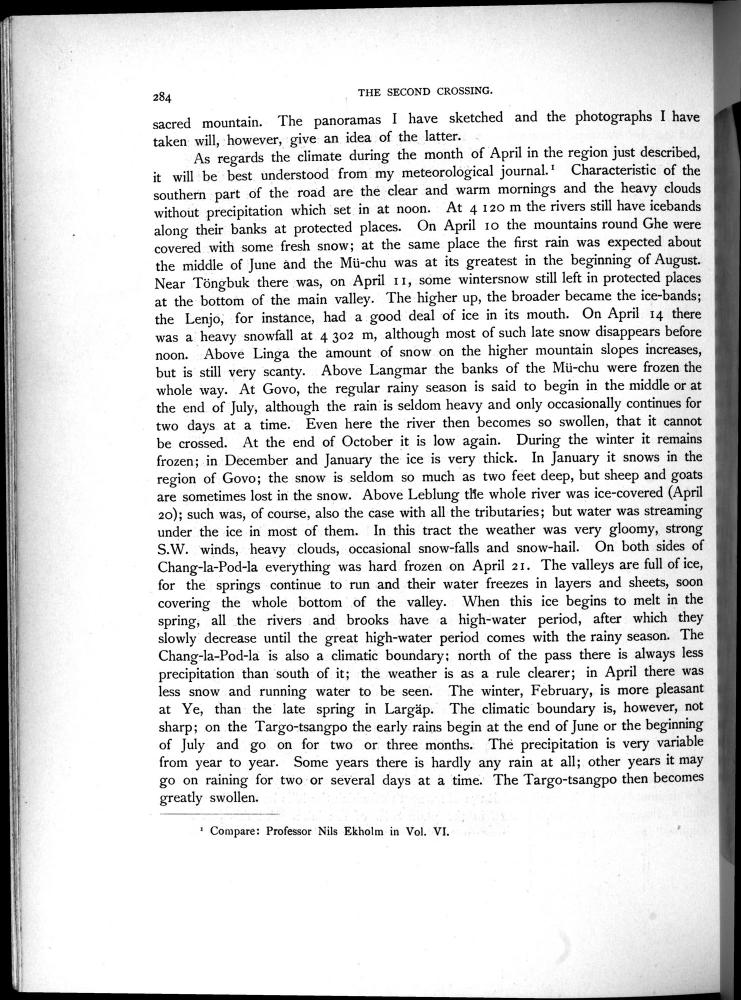 284
THE SECOND CROSSING.
sacred mountain. The panoramas I have sketched and the photographs I have
taken will, however, give an idea of the latter.
As regards the climate during the month of April in the region just described,
it will be best understood from my meteorological journal.¹ Characteristic of the
southern part of the road are the clear and warm mornings and the heavy clouds
without precipitation which set in at noon. At 4 120 m the rivers still have icebands
along their banks at protected places. On April 10 the mountains round Ghe were
covered with some fresh snow; at the same place the first rain was expected about
the middle of June and the Mü-chu was at its greatest in the beginning of August.
Near Töngbuk there was, on April 11, some wintersnow still left in protected places
at the bottom of the main valley. The higher up, the broader became the ice-bands;
the Lenjo, for instance, had a good deal of ice in its mouth. On April 14 there
was a heavy snowfall at 4 302 m, although most of such late snow disappears before
noon. Above Linga the amount of snow on the higher mountain slopes increases,
but is still very scanty. Above Langmar the banks of the Mü-chu were frozen the
whole way. At Govo, the regular rainy season is said to begin in the middle or at
the end of July, although the rain is seldom heavy and only occasionally continues for
two days at a time. Even here the river then becomes so swollen, that it cannot
be crossed. At the end of October it is low again. During the winter it remains
frozen; in December and January the ice is very thick. In January it snows in the
region of Govo; the snow is seldom so much as two feet deep, but sheep and goats
are sometimes lost in the snow. Above Leblung the whole river was ice-covered (April
20); such was, of course, also the case with all the tributaries; but water was streaming
under the ice in most of them. In this tract the weather was very gloomy, strong
S.W. winds, heavy clouds, occasional snow-falls and snow-hail. On both sides of
Chang-la-Pod-la everything was hard frozen on April 21. The valleys are full of ice,
for the springs continue to run and their water freezes in layers and sheets, soon
covering the whole bottom of the valley. When this ice begins to melt in the
spring, all the rivers and brooks have a high-water period, after which they
slowly decrease until the great high-water period comes with the rainy season. The
Chang-la-Pod-la is also a climatic boundary; north of the pass there is always less
precipitation than south of it; the weather is as a rule clearer; in April there was
less snow and running water to be seen. The winter, February, is more pleasant
at Ye, than the late spring in Largäp. The climatic boundary is, however, not
sharp; on the Targo-tsangpo the early rains begin at the end of June or the beginning
of July and go on for two or three months. The precipitation is very variable
from year to year. Some years there is hardly any rain at all; other years it may
go on raining for two or several days at a time. The Targo-tsangpo then becomes
greatly swollen.
¹ Compare: Professor Nils Ekholm in Vol. VI.